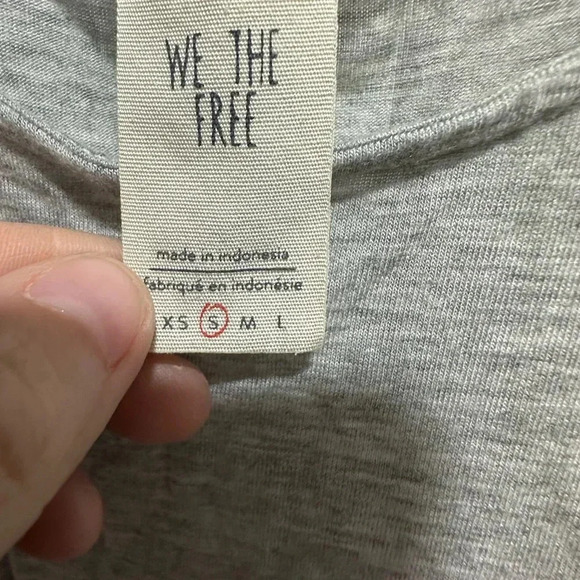 WE THE
FREE
made in indonesia
fabriqué en indonésie
XS S M L